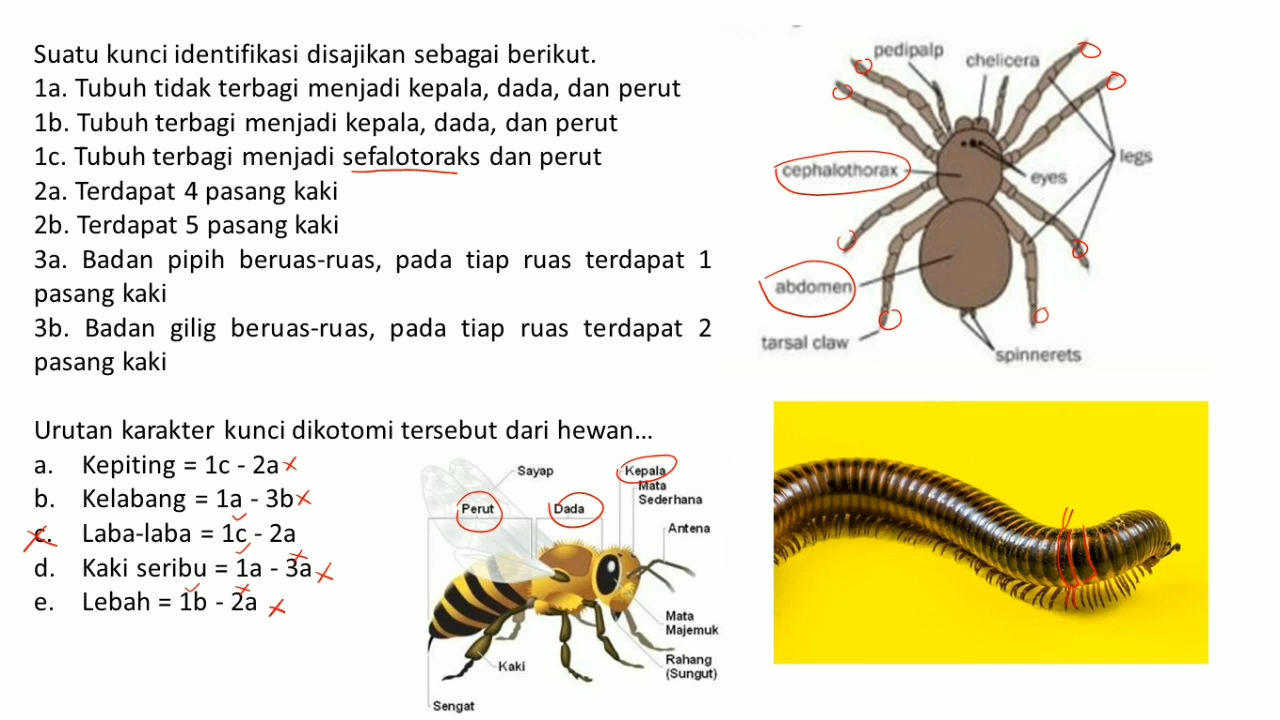 Suatu kunci identifikasi disajikan sebagai berikut.
1a. Tubuh tidak terbagi menjadi kepala, dada, dan perut
1b. Tubuh terbagi menjadi kepala, dada, dan perut
1c. Tubuh terbagi menjadi sefalotoraks dan perut
2a. Terdapat 4 pasang kaki
2b. Terdapat 5 pasang kaki
3a. Badan pipih beruas-ruas, pada tiap ruas terdapat 1
pasang kaki
3b. Badan gilig beruas-ruas, pada tiap ruas terdapat 2
pasang kaki
Urutan karakter kunci dikotomi tersebut dari hewan...
a. Kepiting = 1c - 2a
b. Kelabang = 1a - 3b
c. Laba-laba = 1c - 2a
d. Kaki seribu = 1a - 3a
e. Lebah = 1b - 2a
pedipalp
chelicera
legs
cephalothorax
eyes
abdomen
tarsal claw
spinnerets
Sayap
Kepala
Mata
Sederhana
Perut
Dada
Antena
Mata
Majemuk
Kaki
Rahang
(Sungut)
Sengat